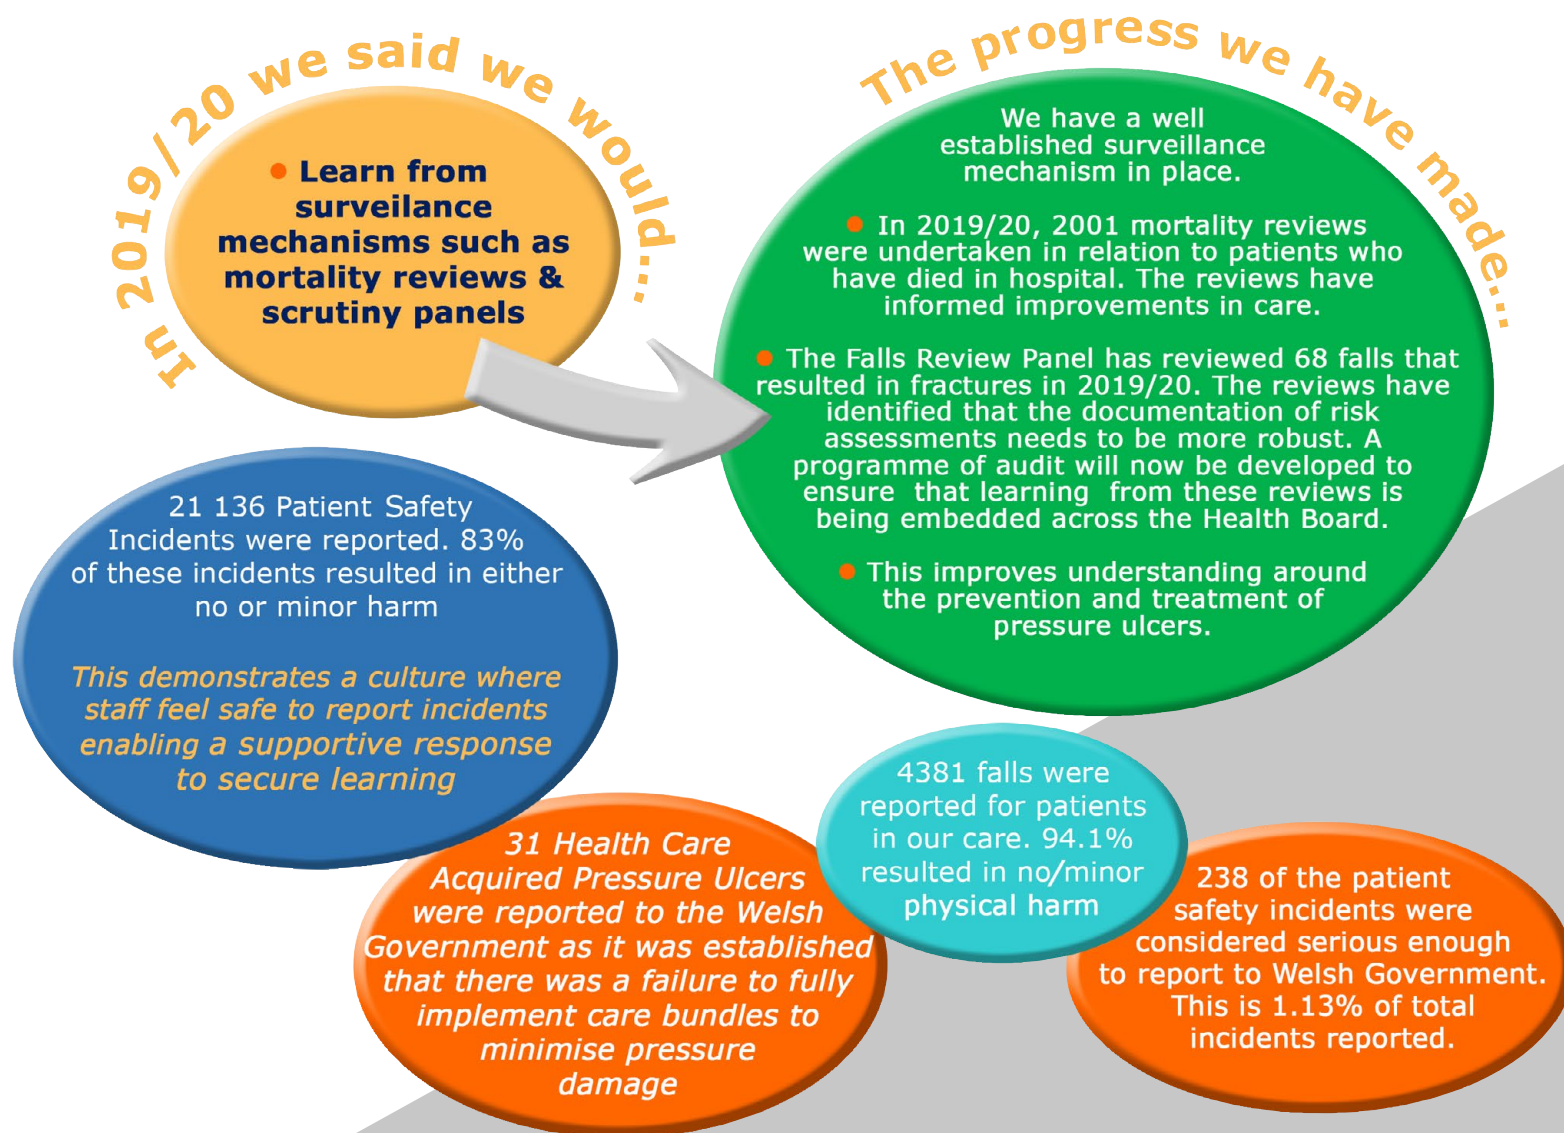 In 2019/20 we said we would...
• Learn from
surveilance
mechanisms such as
mortality reviews &
scrutiny panels
The progress we have made...
We have a well
established surveillance
mechanism in place.
• In 2019/20, 2001 mortality reviews
were undertaken in relation to patients who
have died in hospital. The reviews have
informed improvements in care.
• The Falls Review Panel has reviewed 68 falls that
resulted in fractures in 2019/20. The reviews have
identified that the documentation of risk
assessments needs to be more robust. A
programme of audit will now be developed to
ensure that learning from these reviews is
being embedded across the Health Board.
• This improves understanding around
the prevention and treatment of
pressure ulcers.
21 136 Patient Safety
Incidents were reported. 83%
of these incidents resulted in either
no or minor harm
This demonstrates a culture where
staff feel safe to report incidents
enabling a supportive response
to secure learning
31 Health Care
Acquired Pressure Ulcers
were reported to the Welsh
Government as it was established
that there was a failure to fully
implement care bundles to
minimise pressure
damage
4381 falls were
reported for patients
in our care. 94.1%
resulted in no/minor
physical harm
238 of the patient
safety incidents were
considered serious enough
to report to Welsh Government.
This is 1.13% of total
incidents reported.